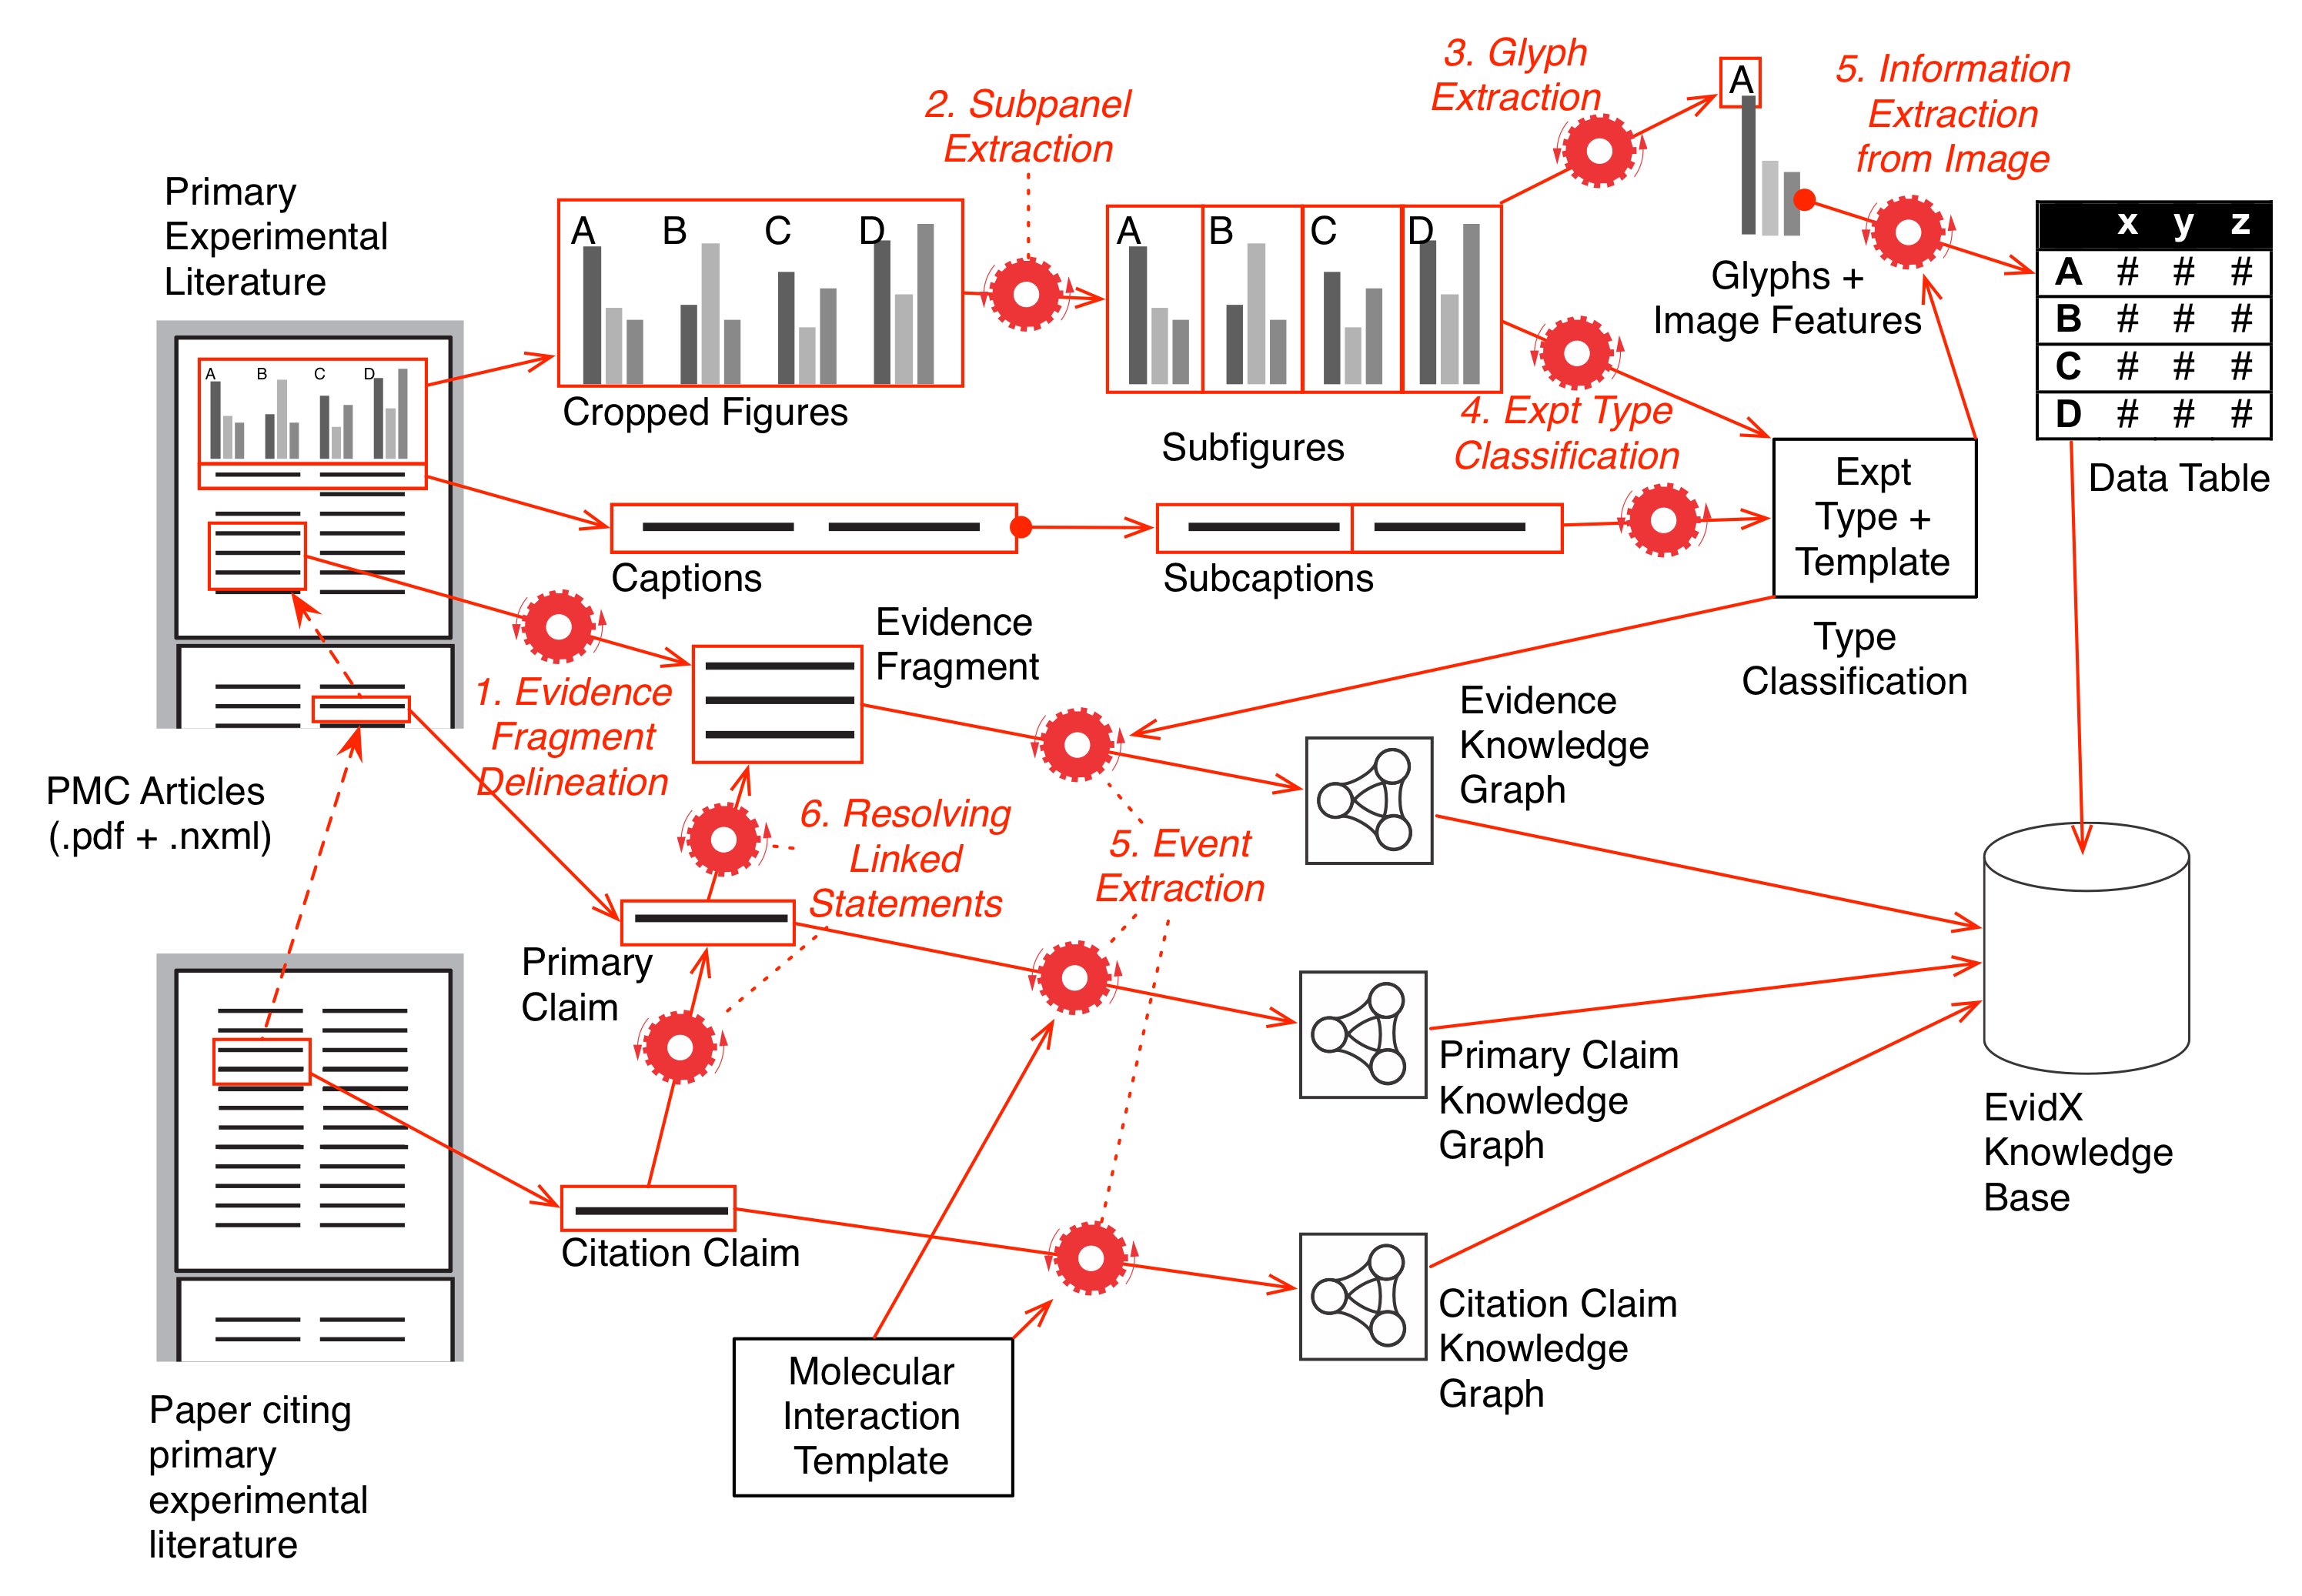 Primary
Experimental
Literature
A
B
C
D
A
B
C
D
Cropped Figures
2. Subpanel
Extraction
A
B
C
D
Subfigures
3. Glyph
Extraction
A
Glyphs +
Image Features
5. Information
Extraction
from Image
x y z
A # # #
B # # #
C # # #
D # # #
Data Table
4. Expt Type
Classification
Captions
Subcaptions
Expt
Type +
Template
Type
Classification
1. Evidence
Fragment
Delineation
Evidence
Fragment
Evidence
Knowledge
Graph
PMC Articles
(.pdf + .nxml)
6. Resolving
Linked
Statements
5. Event
Extraction
Primary
Claim
Primary Claim
Knowledge
Graph
EvidX
Knowledge
Base
Citation Claim
Citation Claim
Knowledge
Graph
Molecular
Interaction
Template
Paper citing
primary
experimental
literature